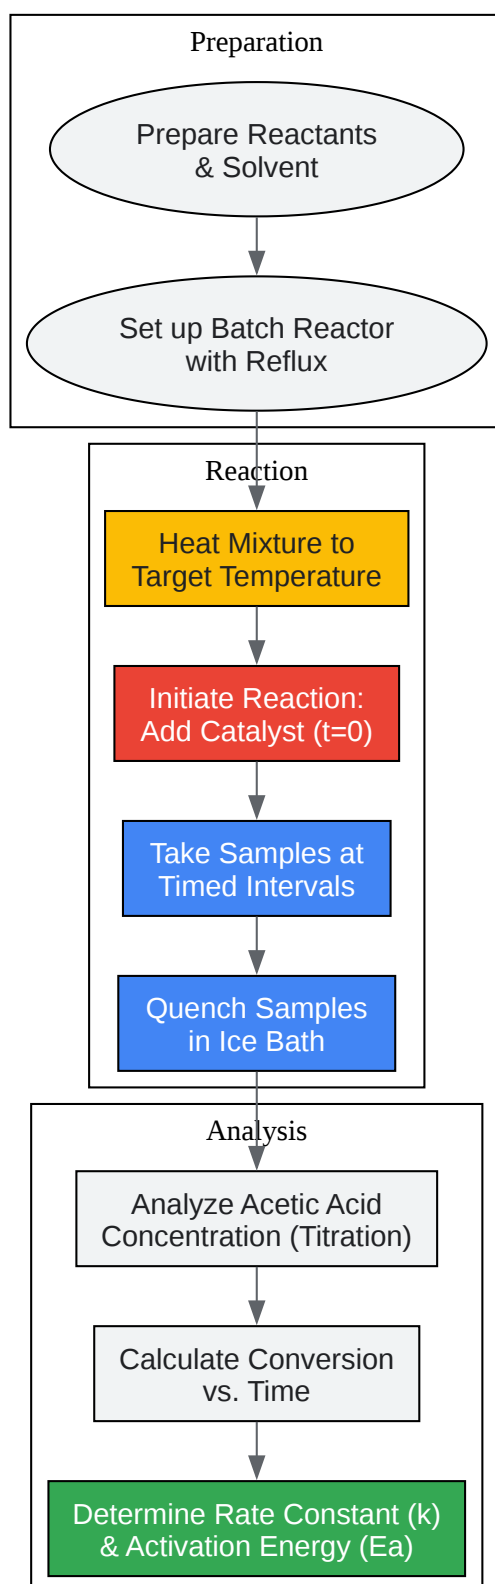 Preparation
Prepare Reactants
& Solvent
Set up Batch Reactor
with Reflux
Reaction
Heat Mixture to
Target Temperature
Initiate Reaction:
Add Catalyst (t=0)
Take Samples at
Timed Intervals
Quench Samples
in Ice Bath
Analysis
Analyze Acetic Acid
Concentration (Titration)
Calculate Conversion
vs. Time
Determine Rate Constant (k)
& Activation Energy (Ea)